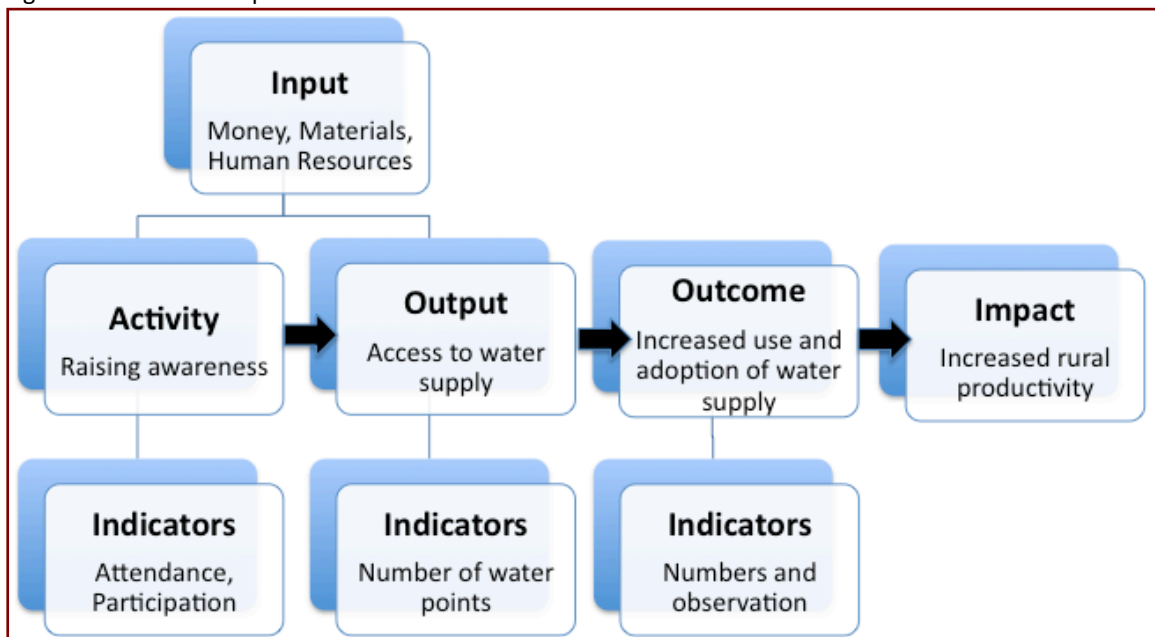 Input
Money, Materials,
Human Resources
Activity
Raising awareness
Output
Access to water
supply
Outcome
Increased use and
adoption of water
supply
Impact
Increased rural
productivity
Indicators
Attendance,
Participation
Indicators
Number of water
points
Indicators
Numbers and
observation